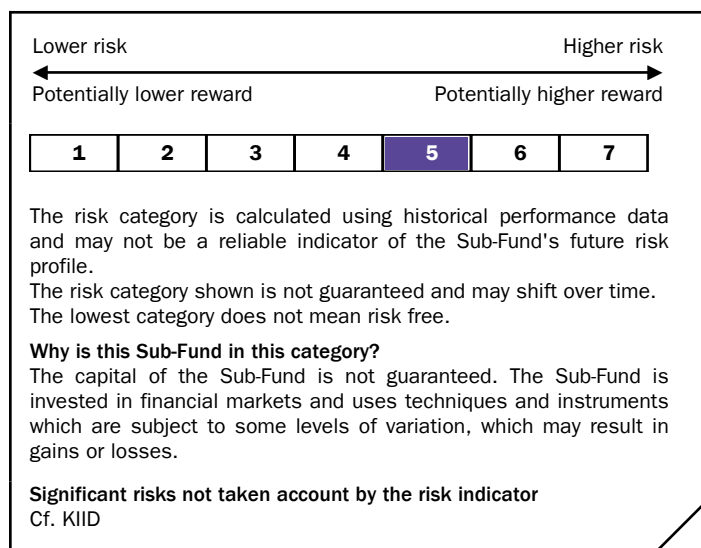 Lower risk Higher risk
Potentially lower reward Potentially higher reward
1 2 3 4 5 6 7
The risk category is calculated using historical performance data
and may not be a reliable indicator of the Sub-Fund's future risk
profile.
The risk category shown is not guaranteed and may shift over time.
The lowest category does not mean risk free.
Why is this Sub-Fund in this category?
The capital of the Sub-Fund is not guaranteed. The Sub-Fund is
invested in financial markets and uses techniques and instruments
which are subject to some levels of variation, which may result in
gains or losses.
Significant risks not taken account by the risk indicator
Cf. KIID